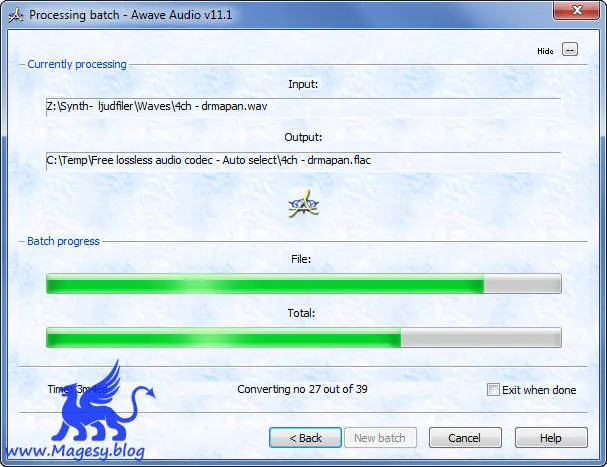 Processing batch - Awave Audio v11.1
Hide --
Currently processing
Input:
Z:\Synth- ljudfiler\Waves\4ch - drmapan.wav
Output:
C:\Temp\Free lossless audio codec - Auto select\4ch - drmapan.flac
Batch progress
File:
Total:
Time: 3m46s Converting no 27 out of 39 Exit when done
< Back New batch Cancel Help
www.Magesy.blog